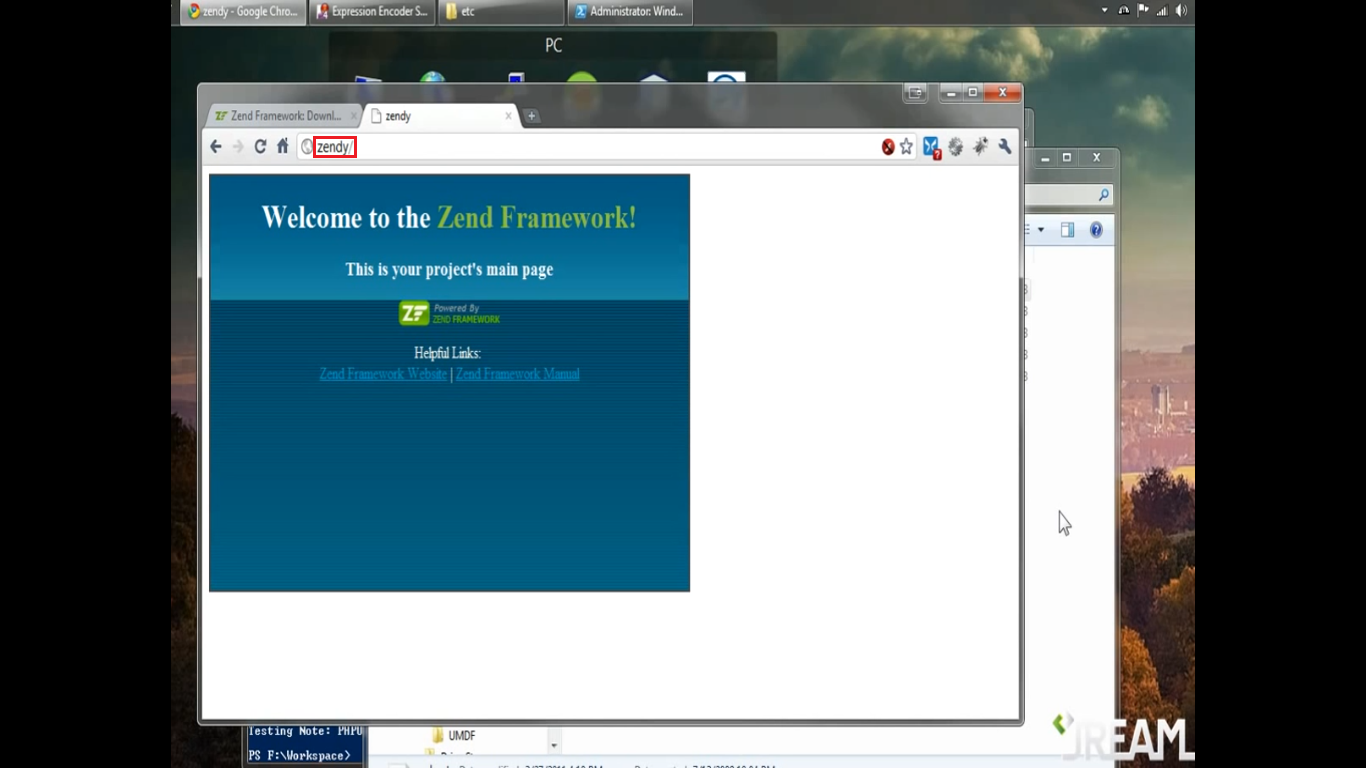 zendy - Google Chro... Expression Encoder S... etc Administrator: Wind...
PC
Zend Framework: Downl... zendy
zendy/
Welcome to the Zend Framework!
This is your project's main page
ZF Powered By
ZEND FRAMEWORK
Helpful Links:
Zend Framework Website | Zend Framework Manual
Testing Note: PHPU
UMDF
PS F:\Workspace>
JREAM